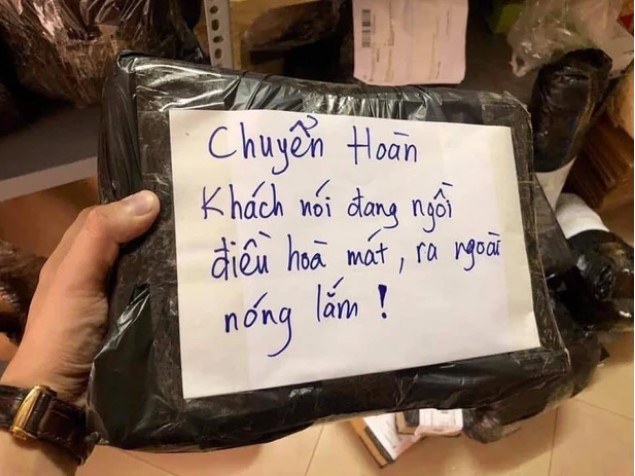 Chuyển Hoàn
Khách nói đang ngồi
điều hoà mát, ra ngoài
nóng lắm !